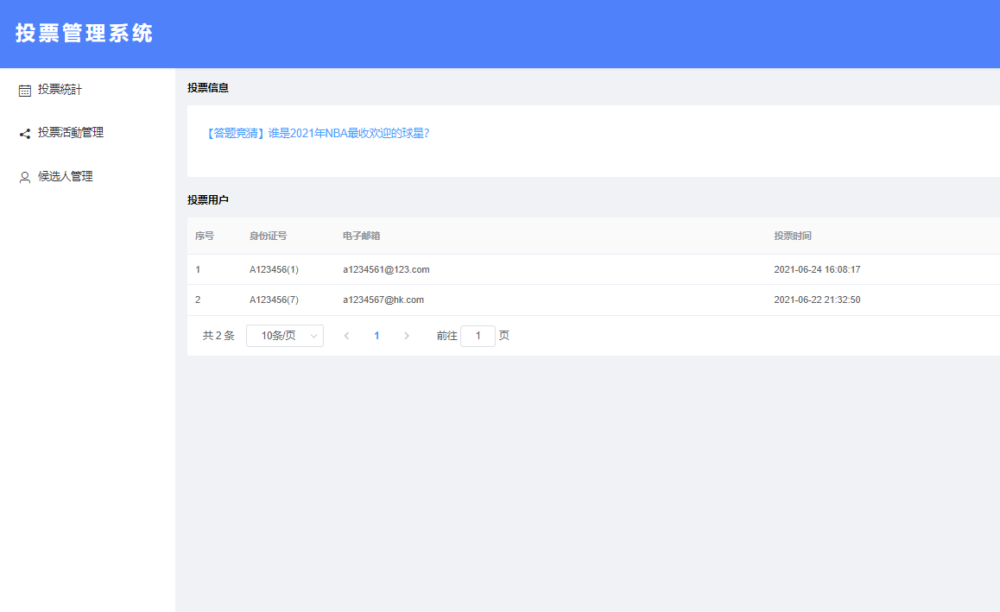 投票管理系统
投票统計
投票活動管理
候选人管理
投票信息
【答题竞猜】谁是2021年NBA最收欢迎的球星?
投票用户
序号 身份证号 电子邮箱 投票时间
1 A123456(1) a1234561@123.com 2021-06-24 16:08:17
2 A123456(7) a1234567@hk.com 2021-06-22 21:32:50
共 2 条 10条/页 1 前往 1 页